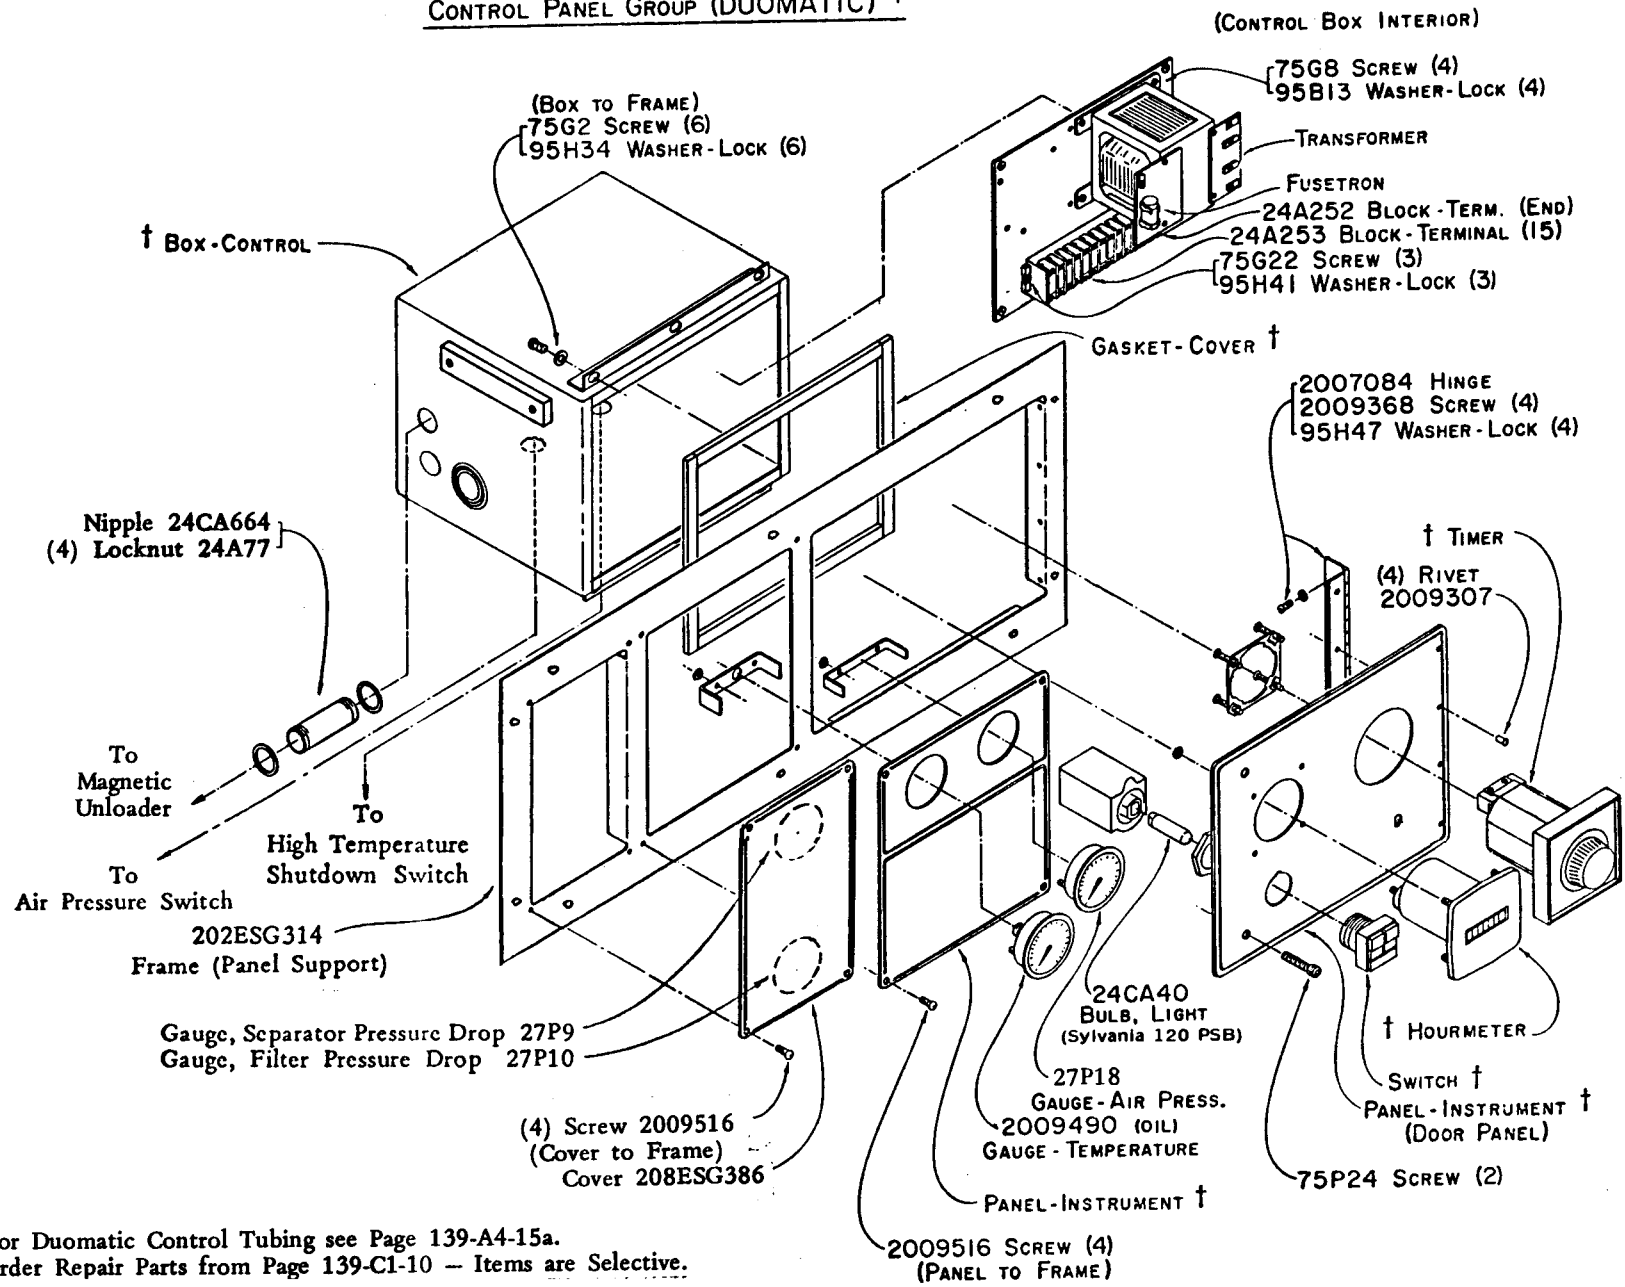 CONTROL PANEL GROUP (DUOMATIC) †
(CONTROL BOX INTERIOR)
75G8 SCREW (4)
95B13 WASHER-LOCK (4)
(BOX TO FRAME)
75G2 SCREW (6)
95H34 WASHER-LOCK (6)
TRANSFORMER
FUSETRON
24A252 BLOCK-TERM. (END)
24A253 BLOCK-TERMINAL (15)
75G22 SCREW (3)
95H41 WASHER-LOCK (3)
† BOX-CONTROL
GASKET-COVER †
2007084 HINGE
2009368 SCREW (4)
95H47 WASHER-LOCK (4)
Nipple 24CA664
(4) Locknut 24A77
† TIMER
(4) RIVET
2009307
To
Magnetic
Unloader
To
High Temperature
Shutdown Switch
To
Air Pressure Switch
202ESG314
Frame (Panel Support)
Gauge, Separator Pressure Drop 27P9
Gauge, Filter Pressure Drop 27P10
24CA40
BULB, LIGHT
(Sylvania 120 PSB)
† HOURMETER
27P18
GAUGE-AIR PRESS.
2009490 (OIL)
GAUGE-TEMPERATURE
SWITCH †
PANEL-INSTRUMENT †
(DOOR PANEL)
(4) Screw 2009516
(Cover to Frame)
Cover 208ESG386
75P24 SCREW (2)
PANEL-INSTRUMENT †
2009516 SCREW (4)
(PANEL TO FRAME)
or Duomatic Control Tubing see Page 139-A4-15a.
rder Repair Parts from Page 139-C1-10 — Items are Selective.